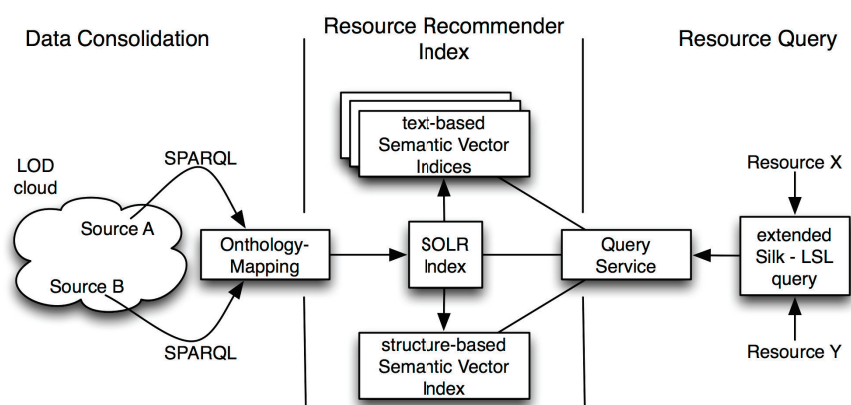 Data Consolidation
Resource Recommender
Index
Resource Query
LOD
cloud
SPARQL
Source A
Source B
SPARQL
Onthology-
Mapping
text-based
Semantic Vector
Indices
SOLR
Index
structure-based
Semantic Vector
Index
Query
Service
Resource X
extended
Silk - LSL
query
Resource Y